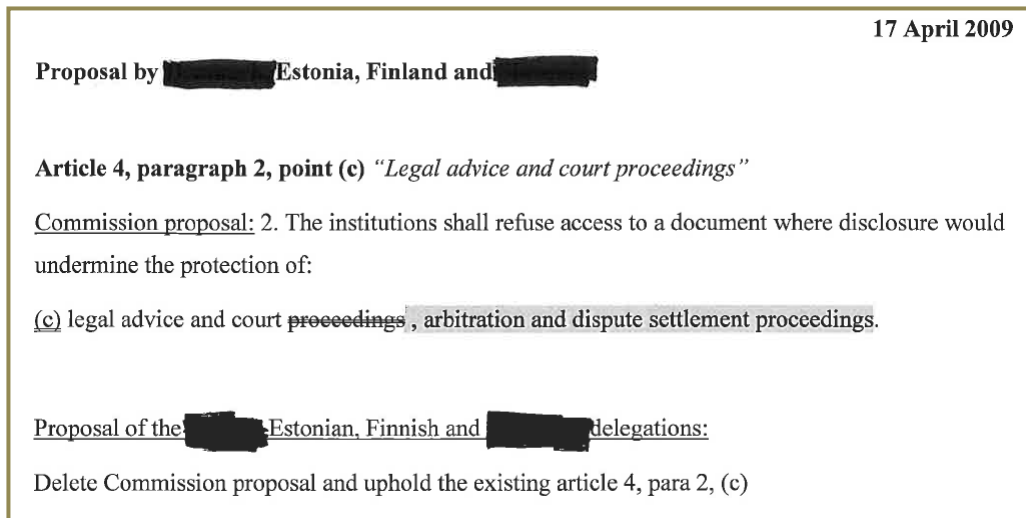 17 April 2009
Proposal by Estonia, Finland and
Article 4, paragraph 2, point (c) “Legal advice and court proceedings”
Commission proposal: 2. The institutions shall refuse access to a document where disclosure would
undermine the protection of:
(c) legal advice and court proceedings , arbitration and dispute settlement proceedings.
Proposal of the Estonian, Finnish and delegations:
Delete Commission proposal and uphold the existing article 4, para 2, (c)